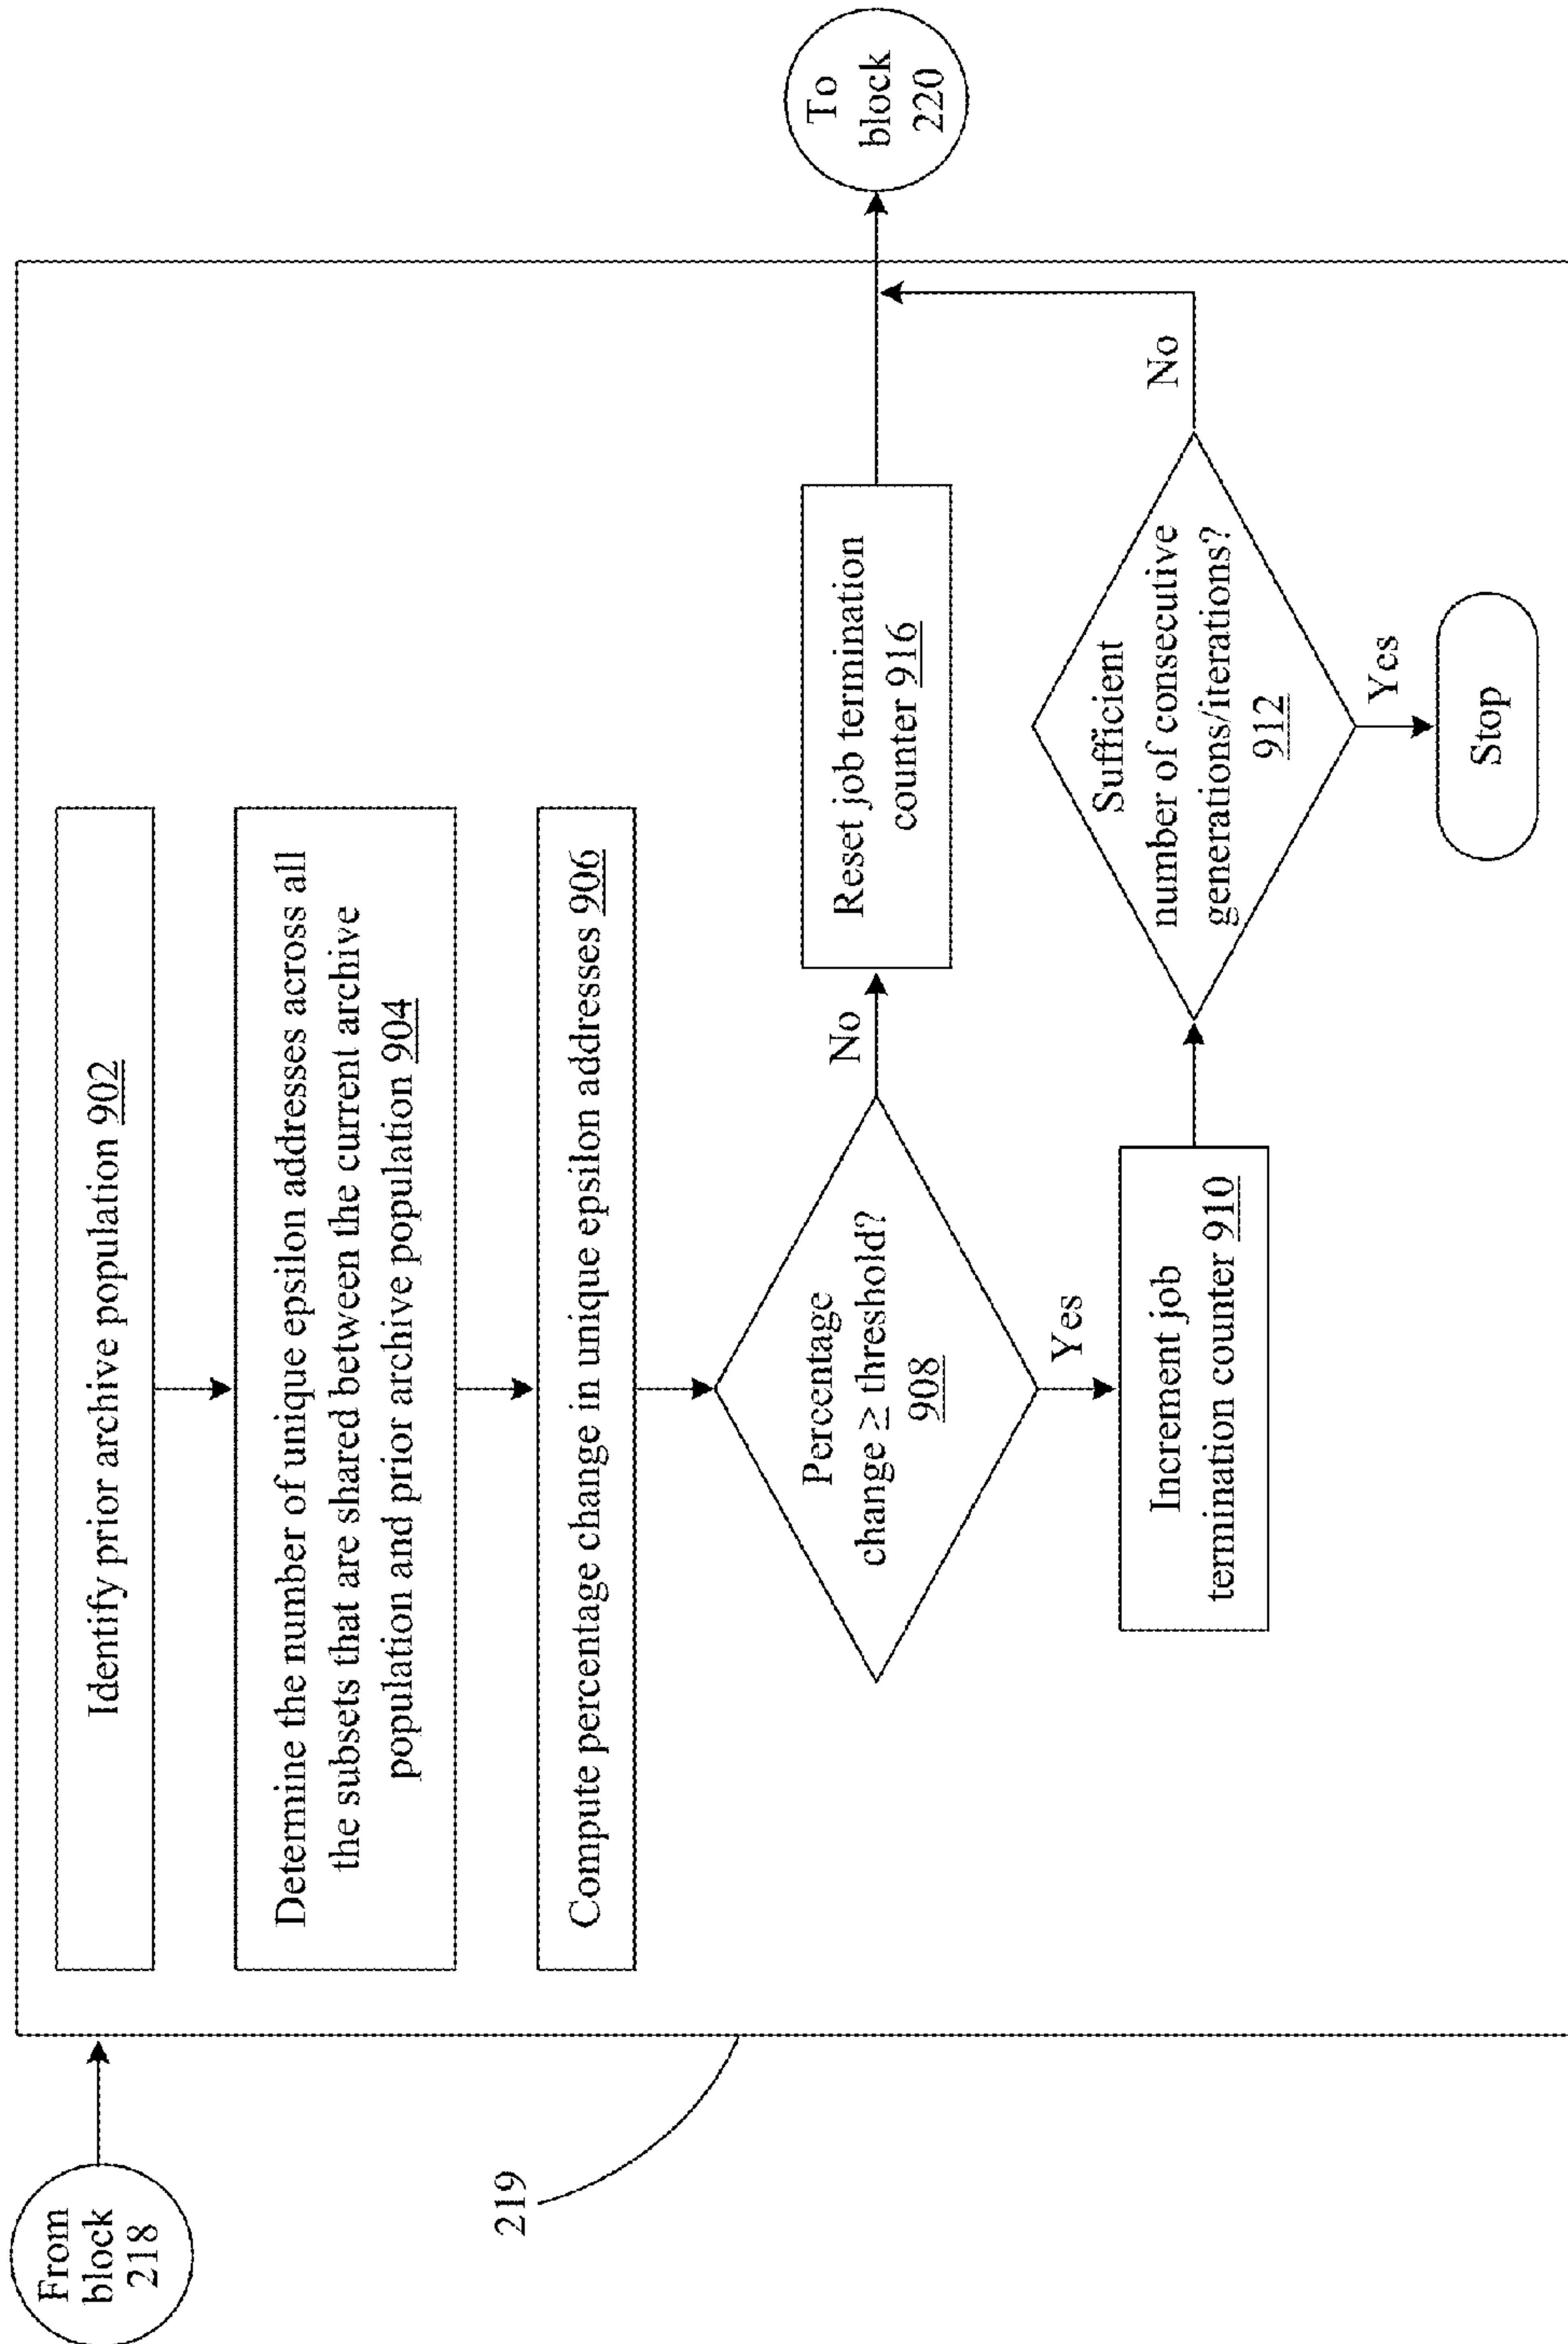 From
block
218
219
Identify prior archive population 902
Determine the number of unique epsilon addresses across all
the subsets that are shared between the current archive
population and prior archive population 904
Compute percentage change in unique epsilon addresses 906
Percentage
change ≥ threshold?
908
No
Yes
Reset job termination
counter 916
To
block
220
Increment job
termination counter 910
Sufficient
number of consecutive
generations/iterations?
912
No
Yes
Stop